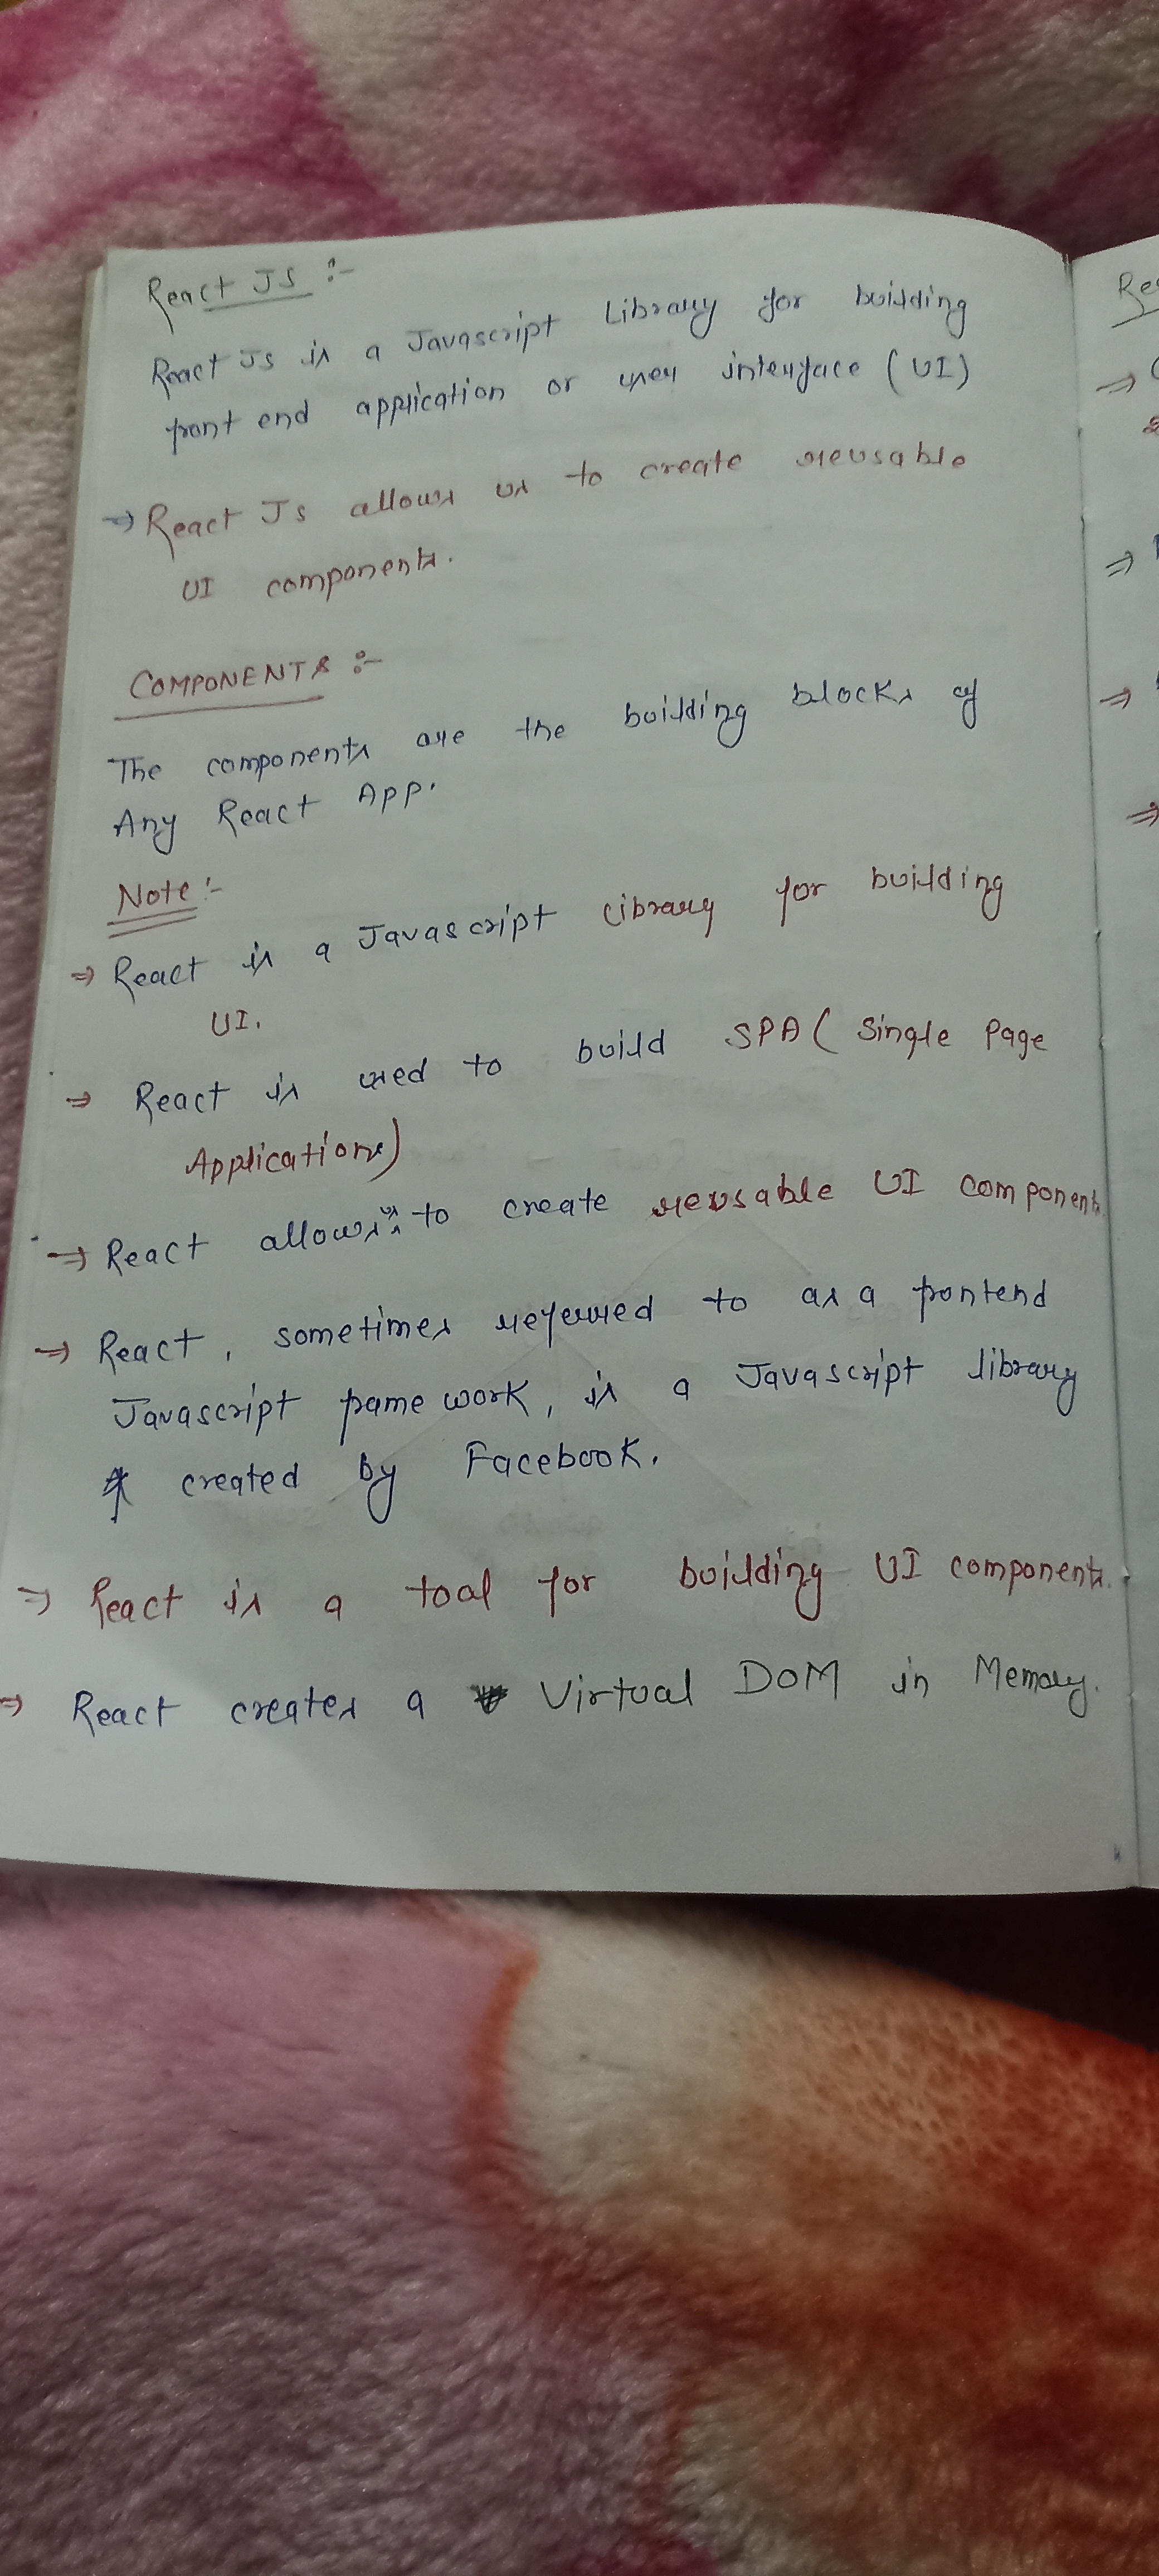 React JS :-
React Js is a Javascript Library for building
front end application or user interface (UI)
⇒ React Js allows us to create reusable
UI components.
COMPONENTS :-
The components are the building blocks of
Any React App.
Note :-
⇒ React is a Javascript Library for building
UI.
⇒ React is used to build SPA ( Single Page
Applications)
⇒ React allows us to create reusable UI components.
⇒ React, sometimes referred to as a frontend
Javascript frame work, is a Javascript library
created by Facebook.
⇒ React is a tool for building UI components.
⇒ React creates a Virtual DOM in Memory.
Re
⇒
⇒
⇒
⇒